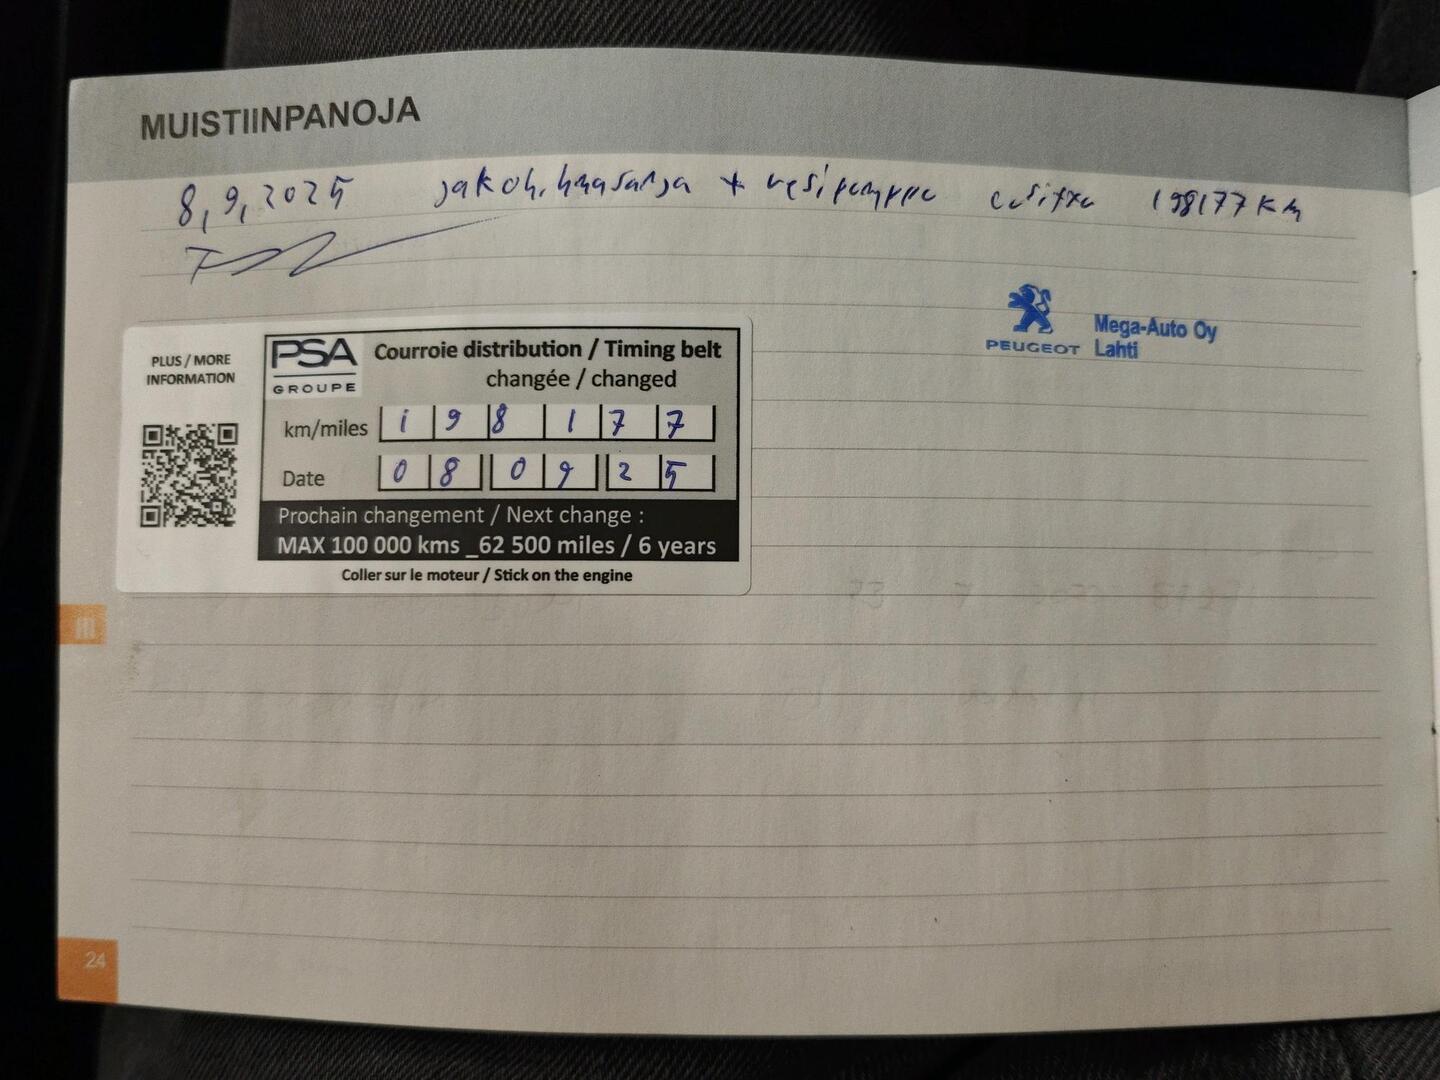 MUISTIINPANOJA
8,9,2025 jakoh.hnasarja + vesipumppu 198177 km
PEUGEOT
Mega-Auto Oy
Lahti
PLUS / MORE
INFORMATION
PSA
GROUPE
Courroie distribution / Timing belt
changée / changed
km/miles 1 9 8 1 7 7
Date 0 8 0 9 2 5
Prochain changement / Next change :
MAX 100 000 kms _62 500 miles / 6 years
Coller sur le moteur / Stick on the engine
III
24